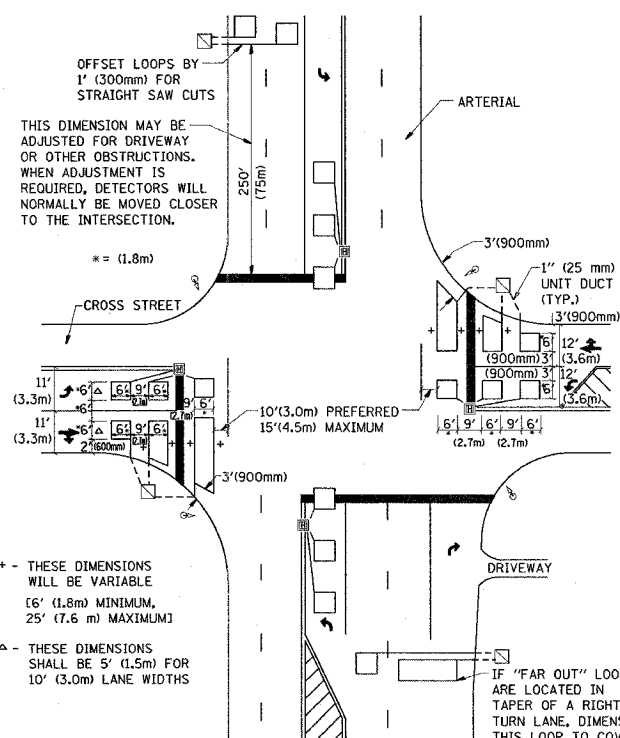 OFFSET LOOPS BY
1' (300mm) FOR
STRAIGHT SAW CUTS
ARTERIAL
THIS DIMENSION MAY BE
ADJUSTED FOR DRIVEWAY
OR OTHER OBSTRUCTIONS.
WHEN ADJUSTMENT IS
REQUIRED, DETECTORS WILL
NORMALLY BE MOVED CLOSER
TO THE INTERSECTION.
250'
(75m)
* = (1.8m)
3'(900mm)
1" (25 mm)
UNIT DUCT
(TYP.)
CROSS STREET
3'(900mm)
H
+ + +
6'
12'
(3.6m)
(900mm) 3'
(900mm) 3'
12'
6'
(3.6m)
H
11'
(3.3m)
*6' △ 6' 9' 6'
(2.7m)
9' 6'
(2.7m) *
11'
(3.3m)
*6' △ 6' 9' 6'
(2.7m)
2' (600mm)
+ + +
10'(3.0m) PREFERRED
15'(4.5m) MAXIMUM
6' 9' 6' 9' 6'
* (2.7m) * (2.7m) *
H
3'(900mm)
H
+ - THESE DIMENSIONS
WILL BE VARIABLE
[6' (1.8m) MINIMUM,
25' (7.6 m) MAXIMUM]
DRIVEWAY
△ - THESE DIMENSIONS
SHALL BE 5' (1.5m) FOR
10' (3.0m) LANE WIDTHS
IF "FAR OUT" LOO
ARE LOCATED IN
TAPER OF A RIGHT
TURN LANE, DIMENS
THIS LOOP TO COV